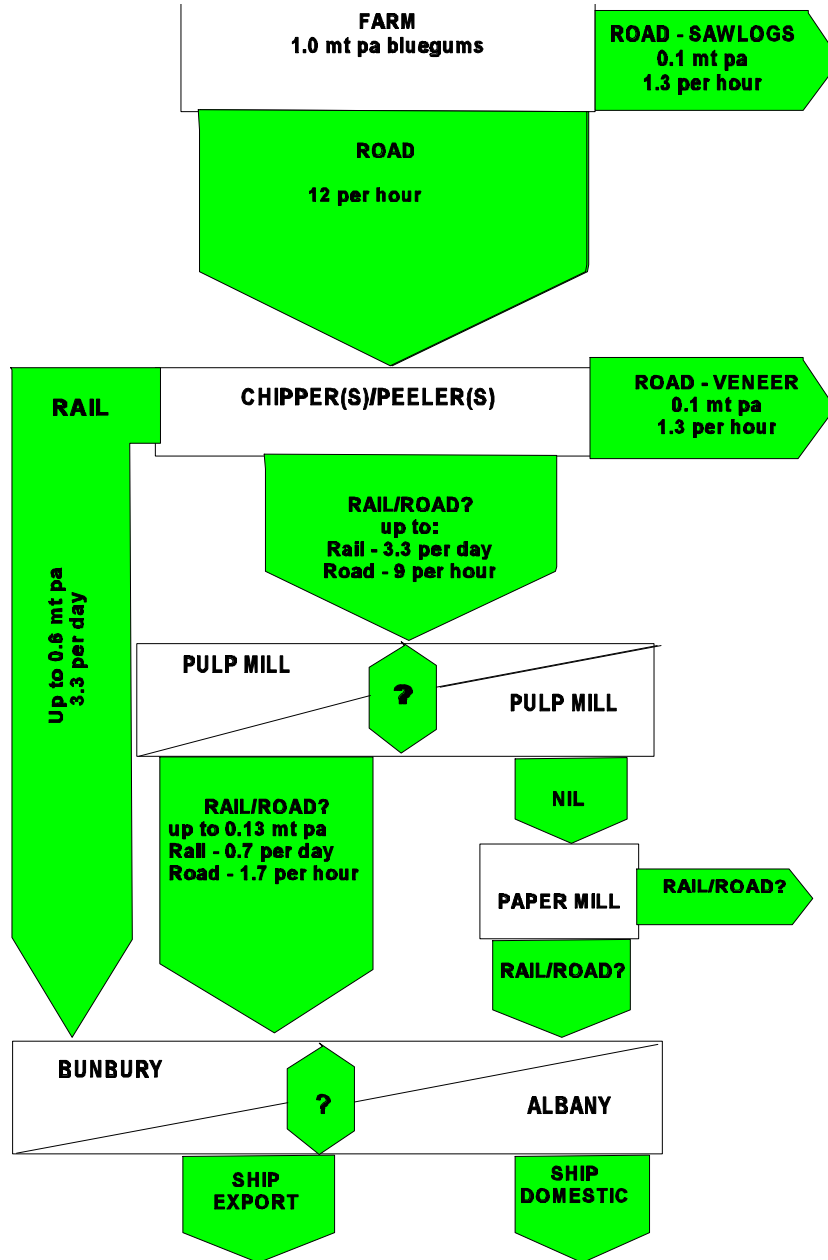 FARM
1.0 mt pa bluegums
ROAD - SAWLOGS
0.1 mt pa
1.3 per hour
ROAD
12 per hour
RAIL
CHIPPER(S)/PEELER(S)
ROAD - VENEER
0.1 mt pa
1.3 per hour
RAIL/ROAD?
up to:
Rail - 3.3 per day
Road - 9 per hour
Up to 0.6 mt pa
3.3 per day
PULP MILL
?
PULP MILL
RAIL/ROAD?
up to 0.13 mt pa
Rail - 0.7 per day
Road - 1.7 per hour
NIL
PAPER MILL
RAIL/ROAD?
RAIL/ROAD?
BUNBURY
?
ALBANY
SHIP
EXPORT
SHIP
DOMESTIC